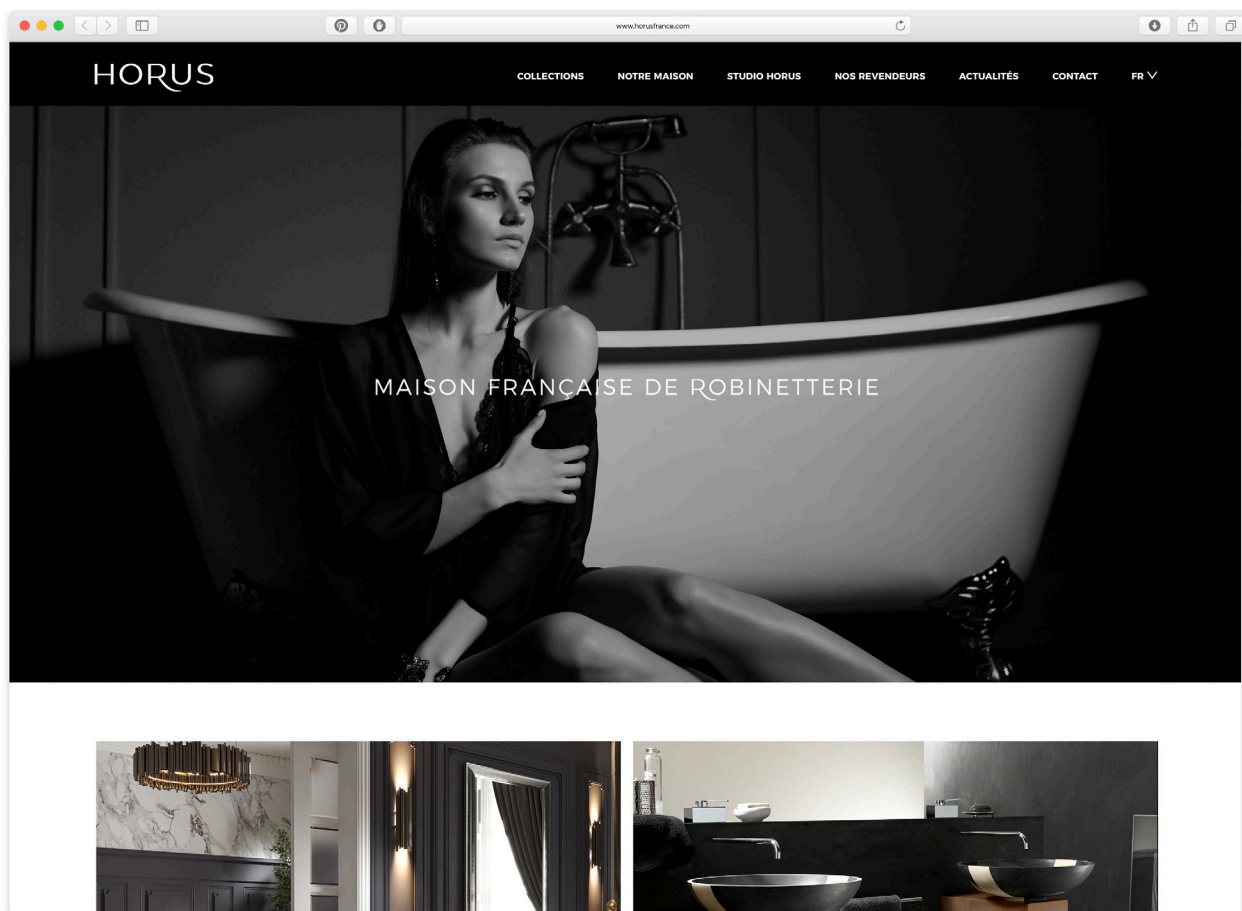 www.horusfrance.com
HORUS
COLLECTIONS NOTRE MAISON STUDIO HORUS NOS REVENDEURS ACTUALITÉS CONTACT FR
MAISON FRANÇAISE DE ROBINETTERIE